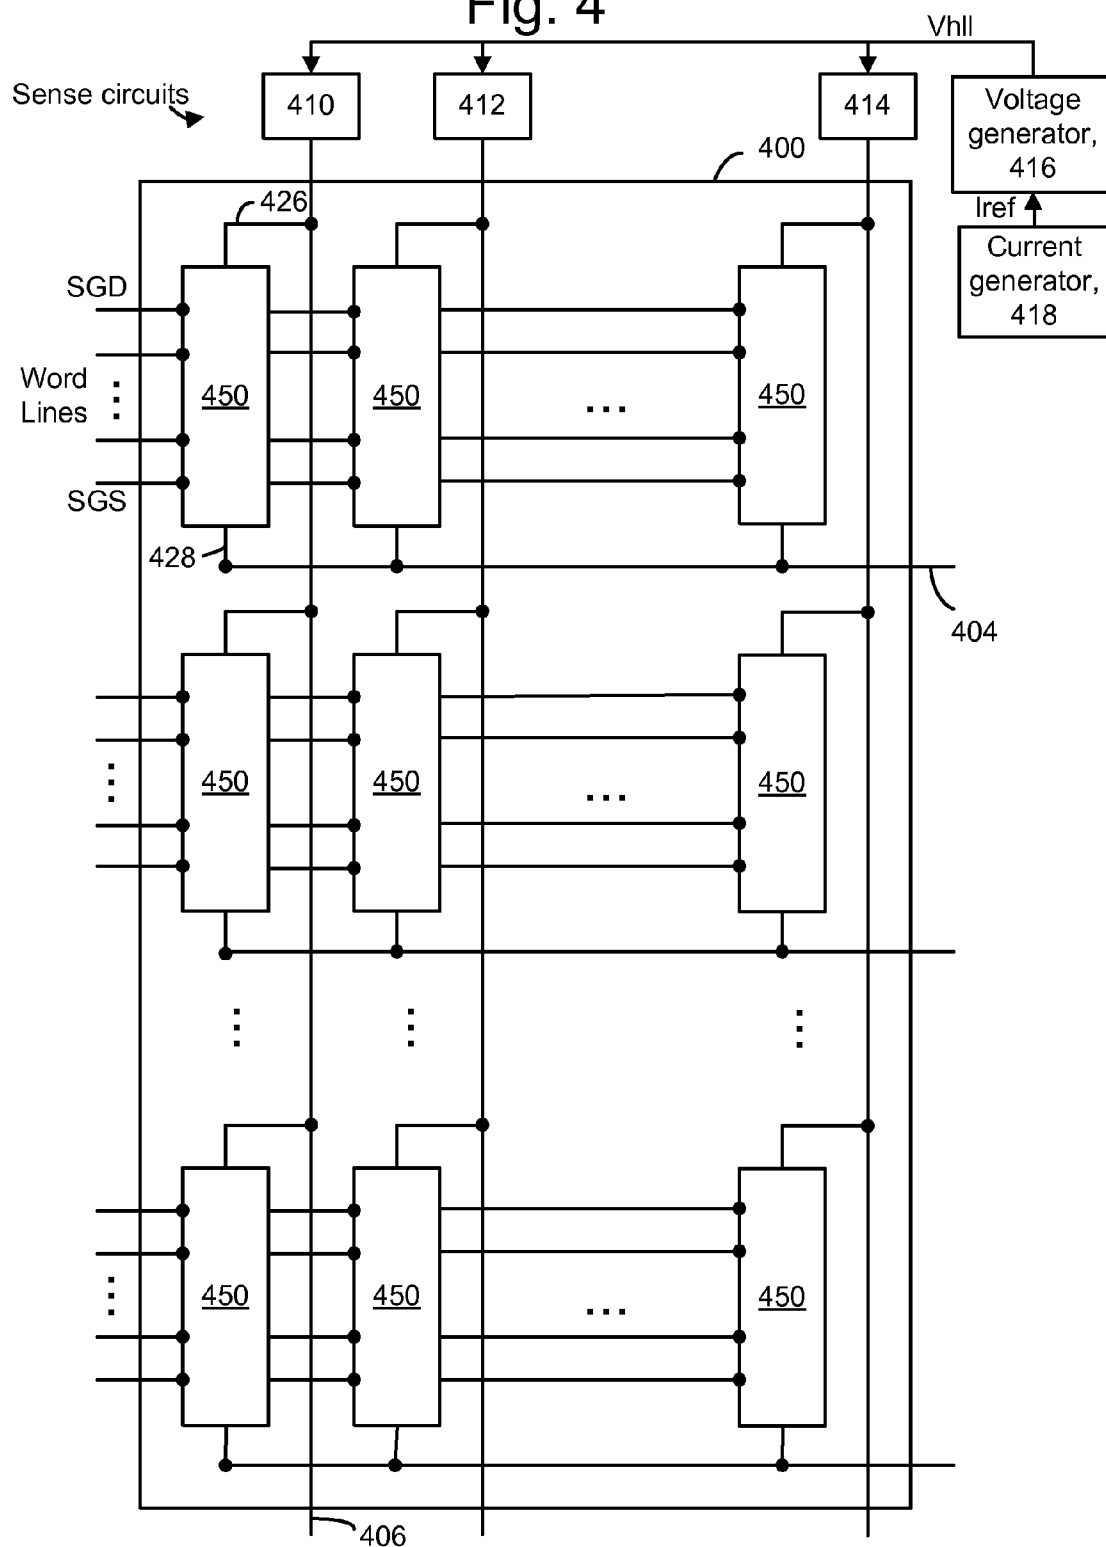 Fig. 4
Vhll
Sense circuits
410
412
414
Voltage
generator,
416
400
Iref
426
Current
generator,
418
SGD
Word
Lines
450
450
...
450
SGS
428
404
450
450
...
450
450
450
...
450
406